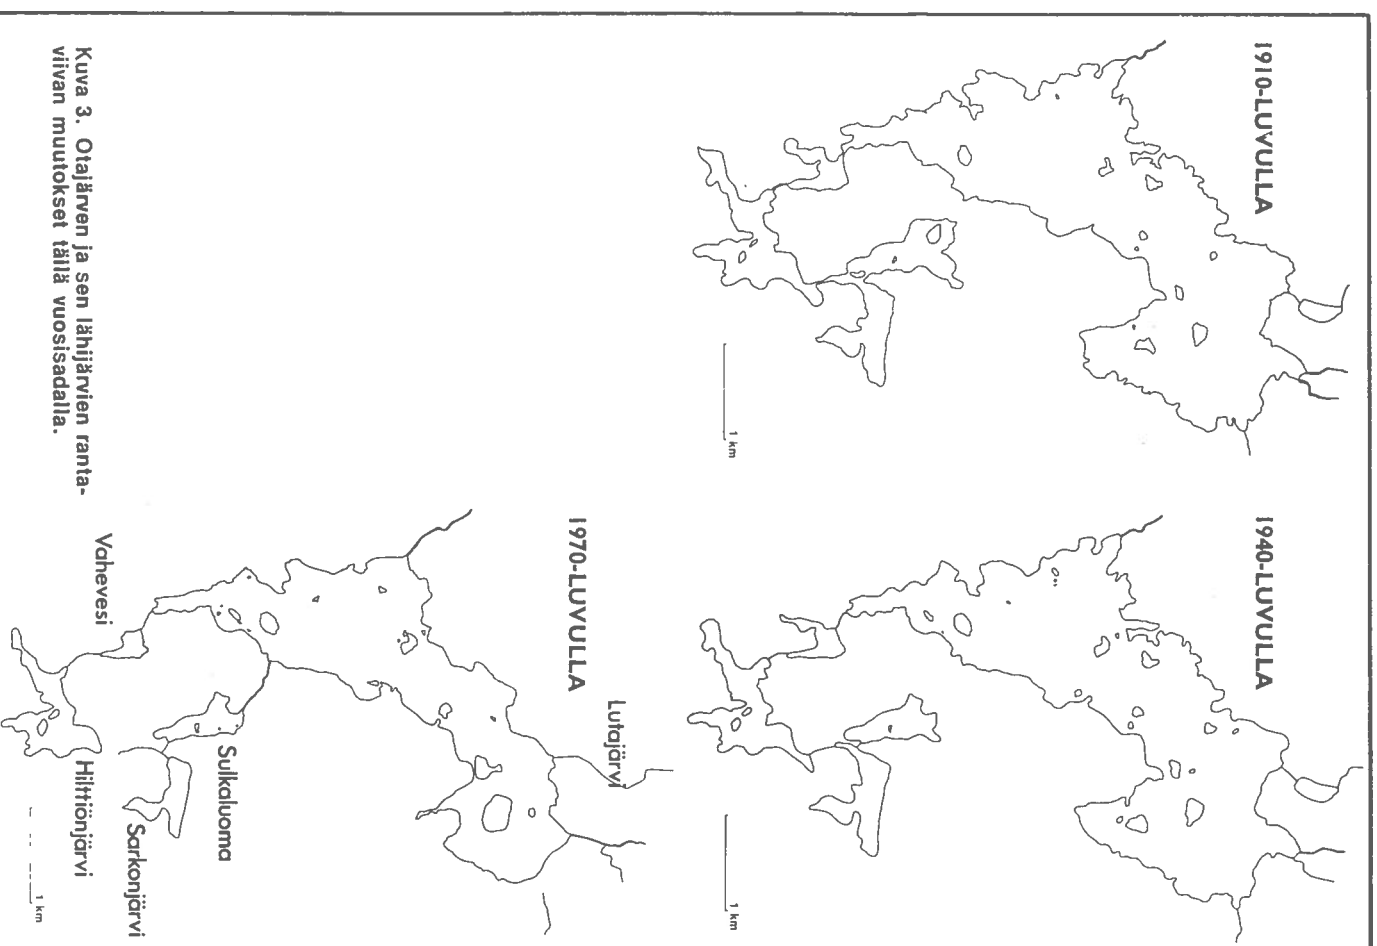 1910-LUVULLA
1 km
1940-LUVULLA
1 km
1970-LUVULLA
Lutajärvi
Sulkaluoma
Sarkonjärvi
Hilttiönjärvi
Vahevesi
1 km
Kuva 3. Otajärven ja sen lähijärvien ranta-
viivan muutokset tällä vuosisadalla.